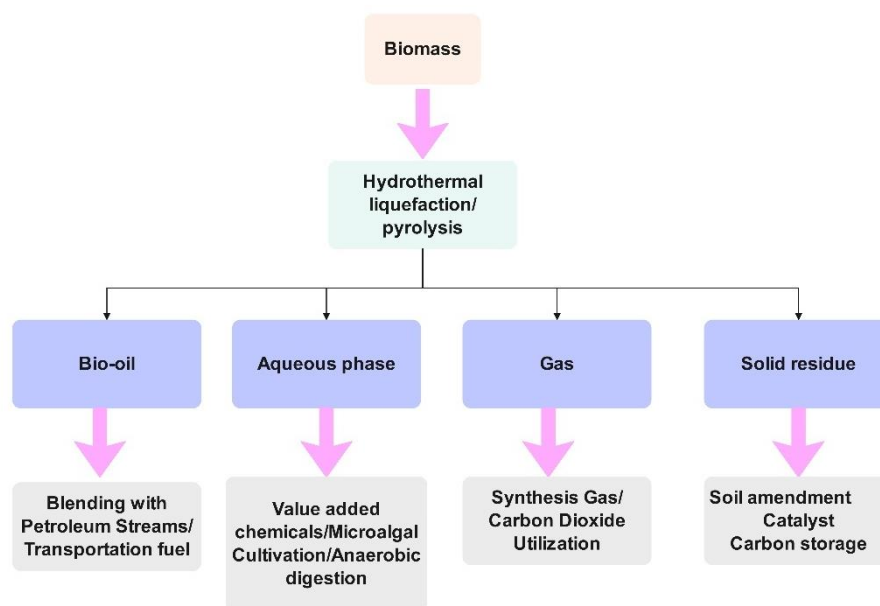 Biomass
Hydrothermal
liquefaction/
pyrolysis
Bio-oil
Aqueous phase
Gas
Solid residue
Blending with
Petroleum Streams/
Transportation fuel
Value added
chemicals/Microalgal
Cultivation/Anaerobic
digestion
Synthesis Gas/
Carbon Dioxide
Utilization
Soil amendment
Catalyst
Carbon storage